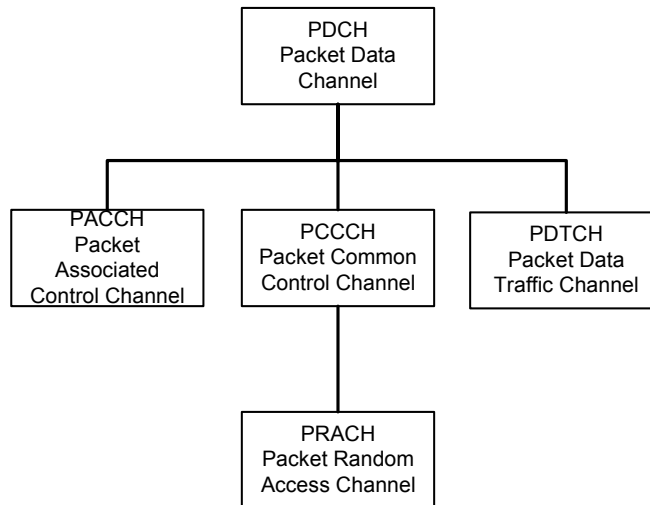 PDCH
Packet Data
Channel
PACCH
Packet
Associated
Control Channel
PCCCH
Packet Common
Control Channel
PDTCH
Packet Data
Traffic Channel
PRACH
Packet Random
Access Channel